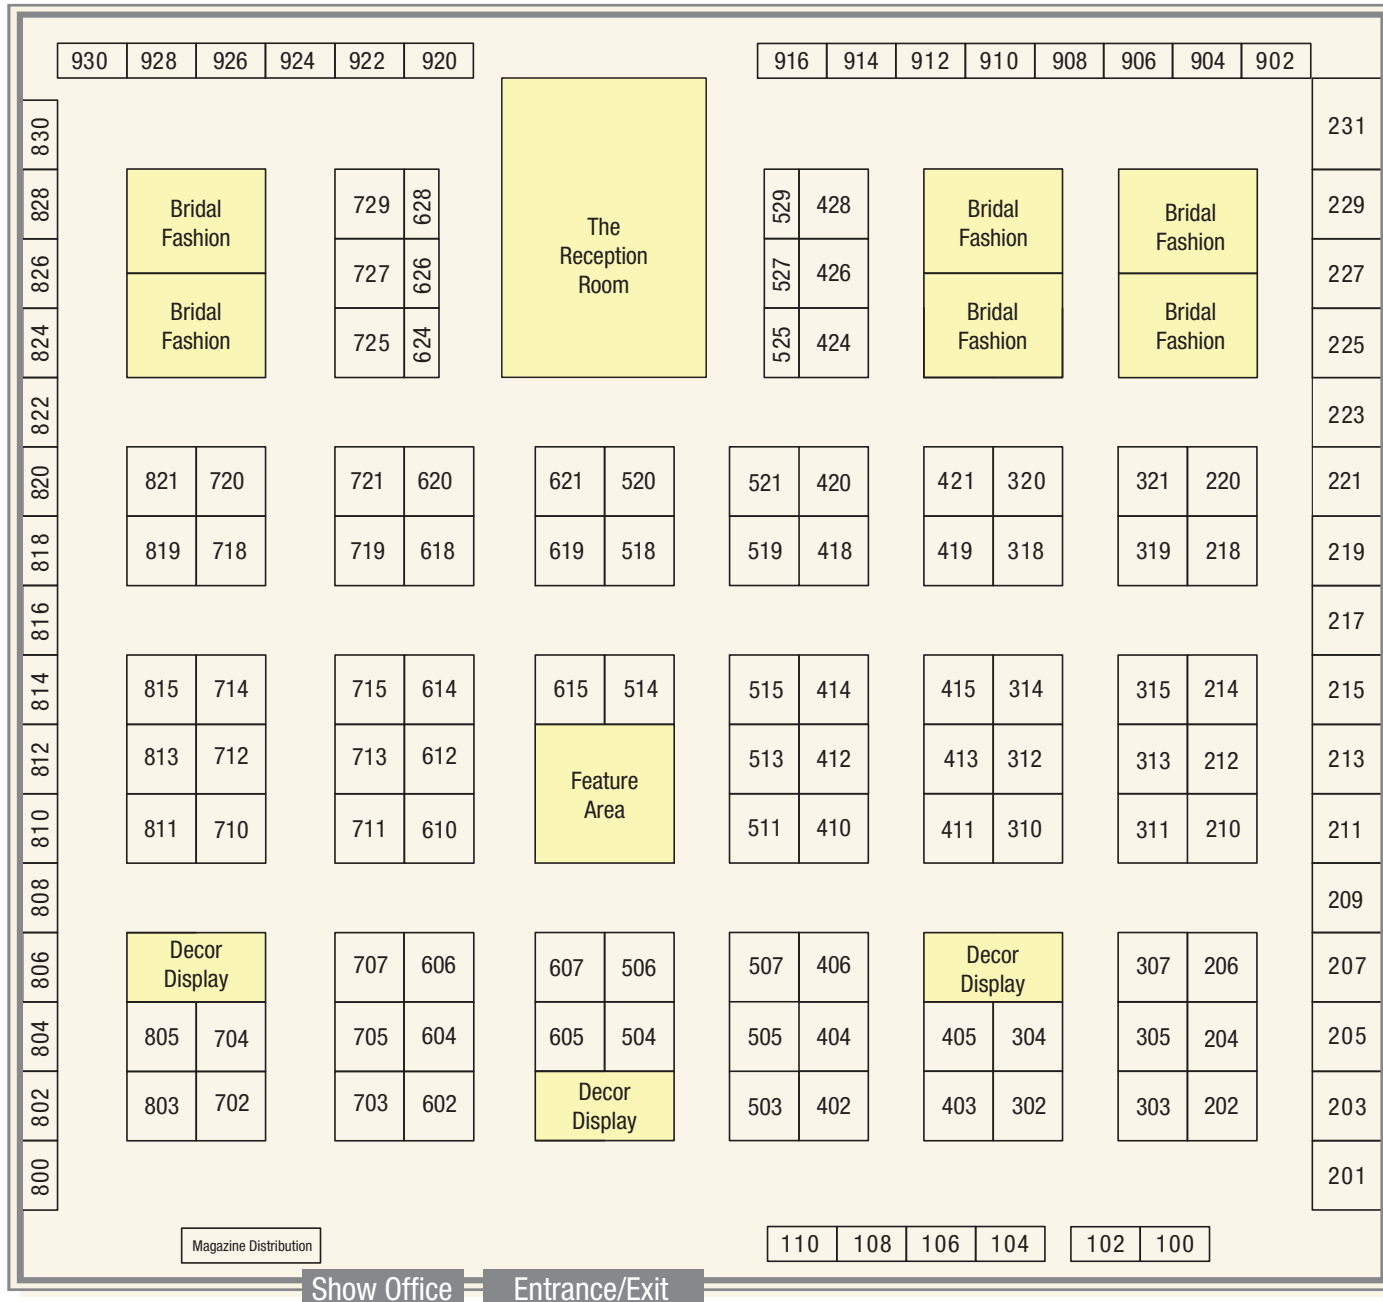 930 928 926 924 922 920 916 914 912 910 908 906 904 902
830 231
828 Bridal Fashion 729 628 The Reception Room 529 428 Bridal Fashion Bridal Fashion 229
826 727 626 527 426 227
824 Bridal Fashion 725 624 525 424 Bridal Fashion Bridal Fashion 225
822 223
820 821 720 721 620 621 520 521 420 421 320 321 220 221
818 819 718 719 618 619 518 519 418 419 318 319 218 219
816 217
814 815 714 715 614 615 514 515 414 415 314 315 214 215
812 813 712 713 612 Feature Area 513 412 413 312 313 212 213
810 811 710 711 610 511 410 411 310 311 210 211
808 209
806 Decor Display 707 606 607 506 507 406 Decor Display 307 206 207
804 805 704 705 604 605 504 505 404 405 304 305 204 205
802 803 702 703 602 Decor Display 503 402 403 302 303 202 203
800 201
Magazine Distribution 110 108 106 104 102 100
Show Office Entrance/Exit